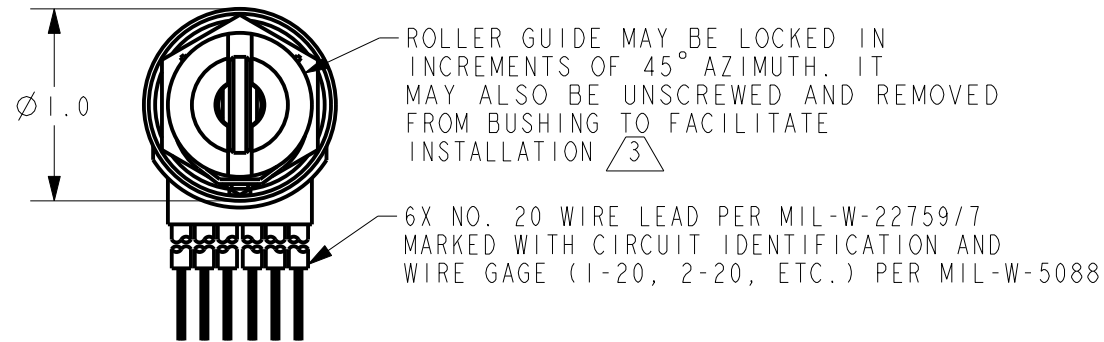 ROLLER GUIDE MAY BE LOCKED IN
INCREMENTS OF 45° AZIMUTH. IT
MAY ALSO BE UNSCREWED AND REMOVED
FROM BUSHING TO FACILITATE
INSTALLATION 3
Ø1.0
6X NO. 20 WIRE LEAD PER MIL-W-22759/7
MARKED WITH CIRCUIT IDENTIFICATION AND
WIRE GAGE (1-20, 2-20, ETC.) PER MIL-W-5088